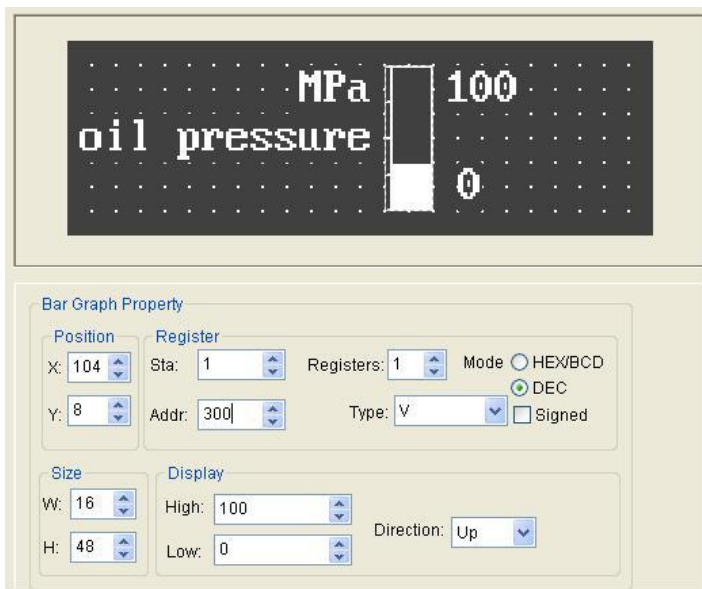 MPa 100
oil pressure
0
Bar Graph Property
Position Register
X: 104 Sta: 1 Registers: 1 Mode HEX/BCD
DEC
Y: 8 Addr: 300 Type: V Signed
Size Display
W: 16 High: 100
Direction: Up
H: 48 Low: 0